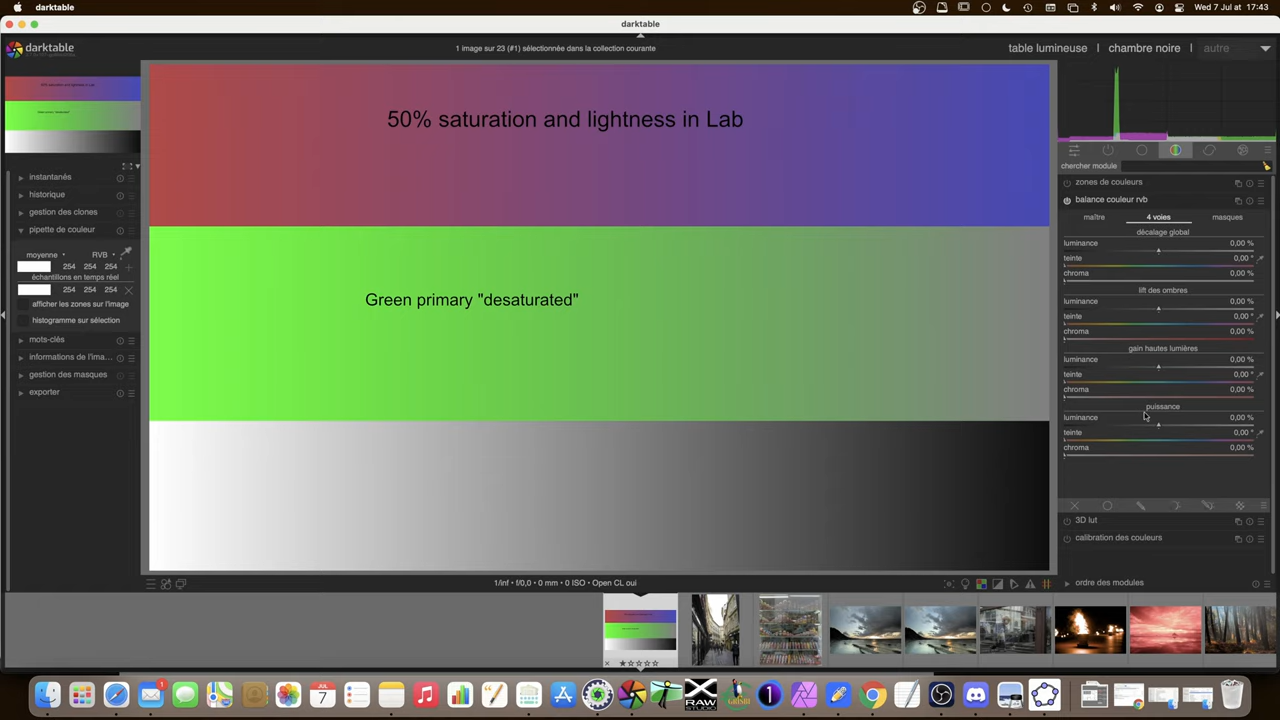 darktable
Wed 7 Jul at 17:43
darktable
darktable
1 image sur 23 (#1) sélectionnée dans la collection courante
table lumineuse | chambre noire | autre
50% saturation and lightness in Lab
Green primary "desaturated"
instantanés
historique
gestion des clones
pipette de couleur
moyenne RVB
254 254 254
échantillons en temps réel
254 254 254
afficher les zones sur l'image
histogramme sur sélection
mots-clés
informations de l'ima...
gestion des masques
exporter
chercher module
zones de couleurs
balance couleur rvb
maître 4 voies masques
décalage global
luminance 0,00 %
teinte 0,00 °
chroma 0,00 %
lift des ombres
luminance 0,00 %
teinte 0,00 °
chroma 0,00 %
gain hautes lumières
luminance 0,00 %
teinte 0,00 °
chroma 0,00 %
puissance
luminance 0,00 %
teinte 0,00 °
chroma 0,00 %
3D lut
calibration des couleurs
ordre des modules
1/inf • f/0,0 • 0 mm • 0 ISO • Open CL oui